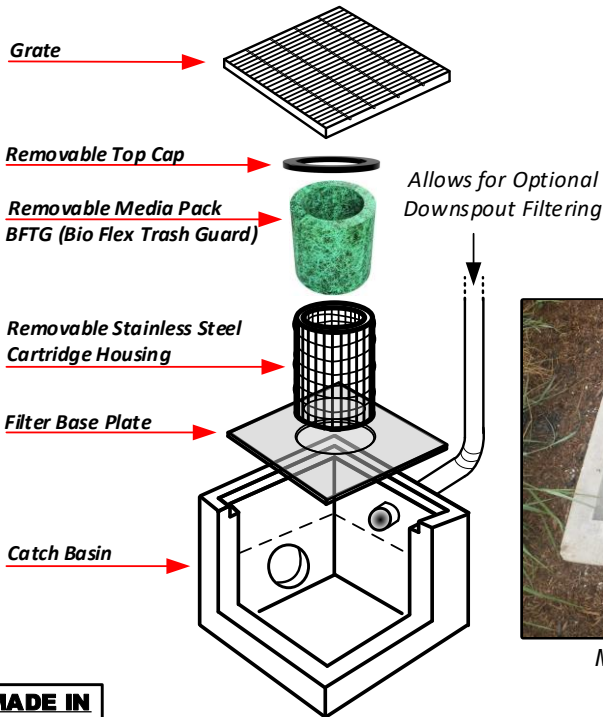 Grate
Removable Top Cap
Allows for Optional
Downspout Filtering
Removable Media Pack
BFTG (Bio Flex Trash Guard)
Removable Stainless Steel
Cartridge Housing
Filter Base Plate
Catch Basin
MADE IN